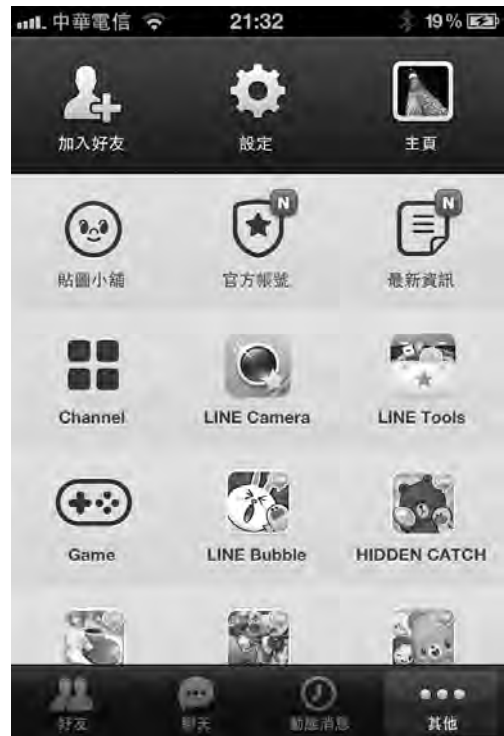 中華電信 21:32 19%
加入好友 設定 主頁
N N
貼圖小舖 官方帳號 最新資訊
Channel LINE Camera LINE Tools
Game LINE Bubble HIDDEN CATCH
好友 聊天 動態消息 其他